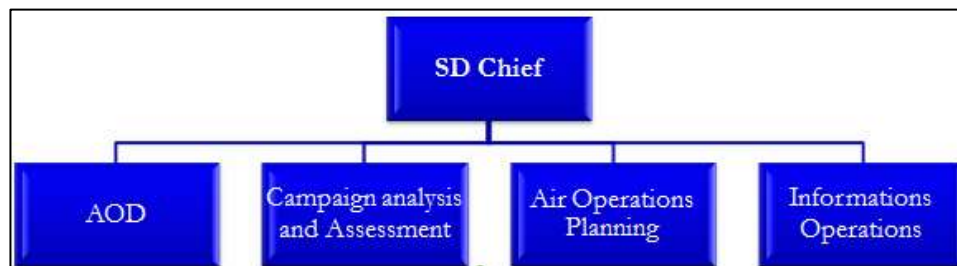 SD Chief
AOD
Campaign analysis
and Assessment
Air Operations
Planning
Informations
Operations